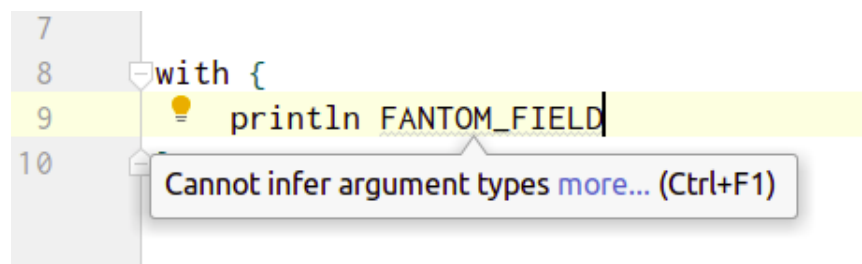 7
8 with {
9 println FANTOM_FIELD
10
Cannot infer argument types more... (Ctrl+F1)